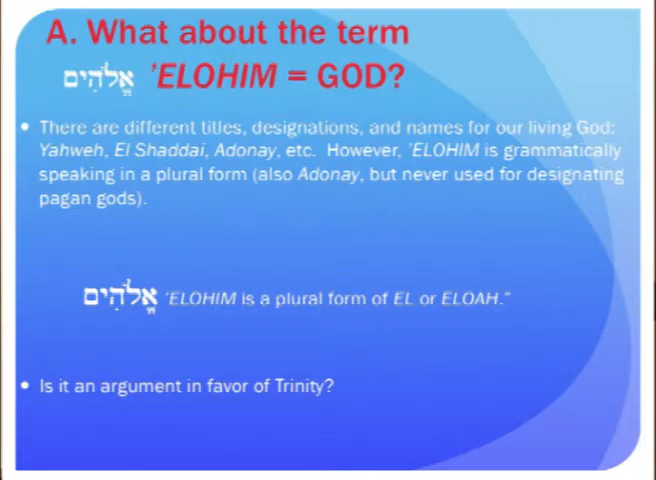 A. What about the term
אֱלֹהִים ’ELOHIM = GOD?
• There are different titles, designations, and names for our living God:
Yahweh, El Shaddai, Adonay, etc. However, ’ELOHIM is grammatically
speaking in a plural form (also Adonay, but never used for designating
pagan gods).
אֱלֹהִים ’ELOHIM is a plural form of EL or ELOAH.”
• Is it an argument in favor of Trinity?